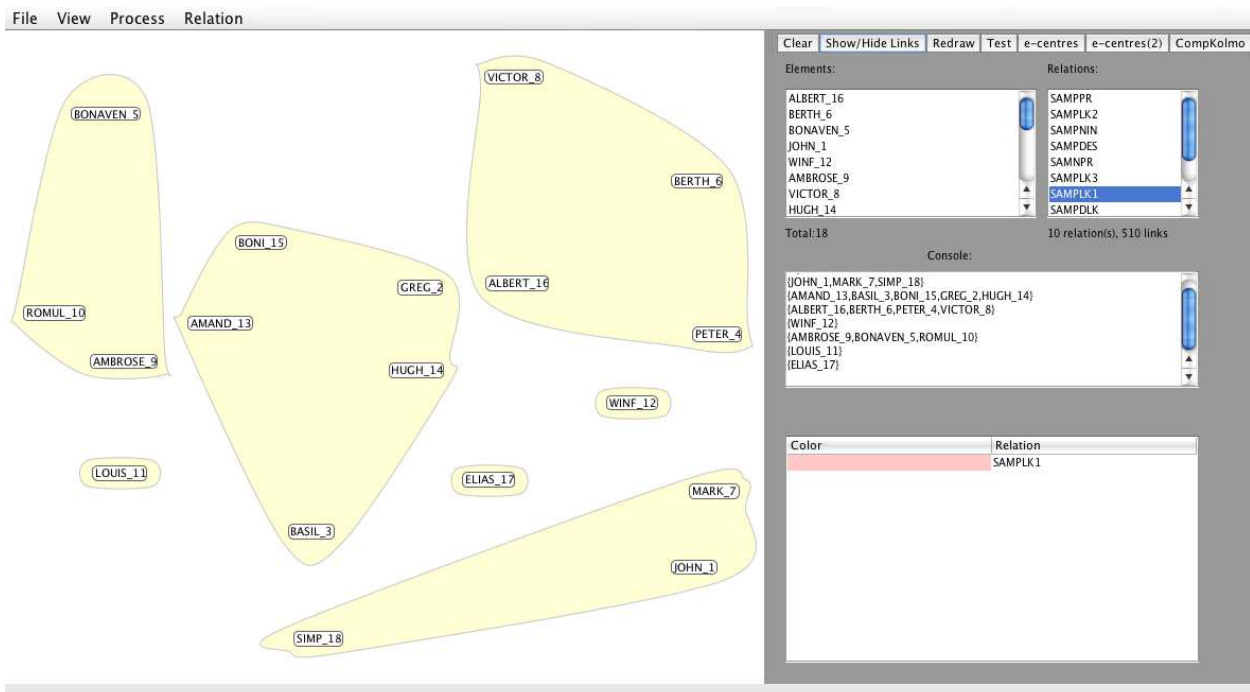 File View Process Relation
Clear Show/Hide Links Redraw Test e-centres e-centres(2) CompKolmo
VICTOR_8
BONAVEN_5
BERTH_6
BONI_15
ALBERT_16
GREG_2
ROMUL_10
AMAND_13
PETER_4
AMBROSE_9
HUGH_14
WINF_12
LOUIS_11
ELIAS_17
MARK_7
BASIL_3
JOHN_1
SIMP_18
Elements:
ALBERT_16
BERTH_6
BONAVEN_5
JOHN_1
WINF_12
AMBROSE_9
VICTOR_8
HUGH_14
Total:18
Relations:
SAMPPR
SAMPLK2
SAMPNIN
SAMPDES
SAMNPR
SAMPLK3
SAMPLK1
SAMPDLK
10 relation(s), 510 links
Console:
{JOHN_1,MARK_7,SIMP_18}
{AMAND_13,BASIL_3,BONI_15,GREG_2,HUGH_14}
{ALBERT_16,BERTH_6,PETER_4,VICTOR_8}
{WINF_12}
{AMBROSE_9,BONAVEN_5,ROMUL_10}
{LOUIS_11}
{ELIAS_17}
Color Relation
SAMPLK1